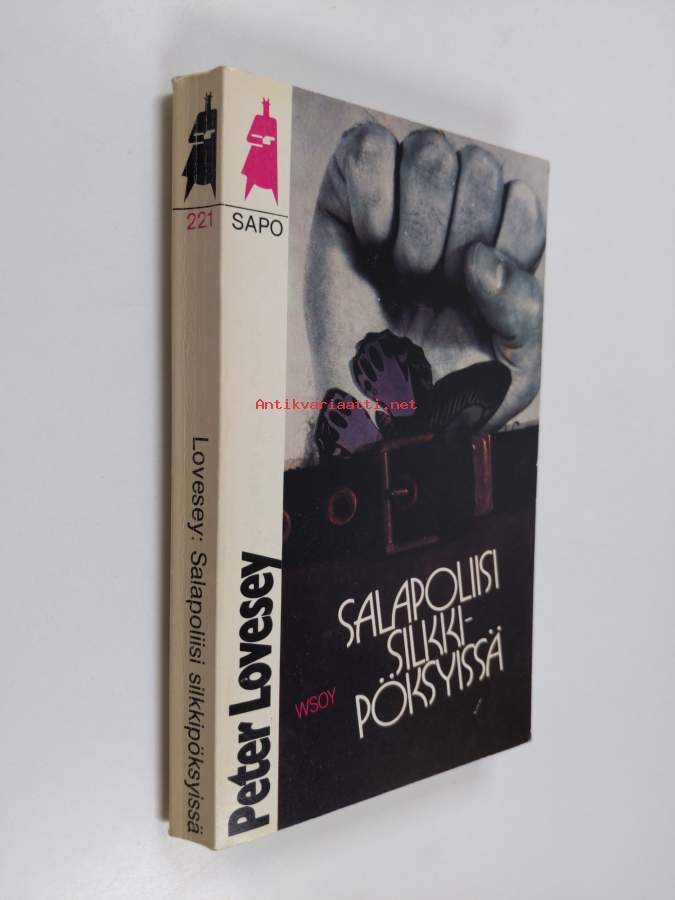 221
Lovesey: Salapoliisi silkkipöksyissä
SAPO
Peter Lovesey
Antikvariaatti.net
SALAPOLIISI
SILKKI-
PÖKSYISSÄ
WSOY